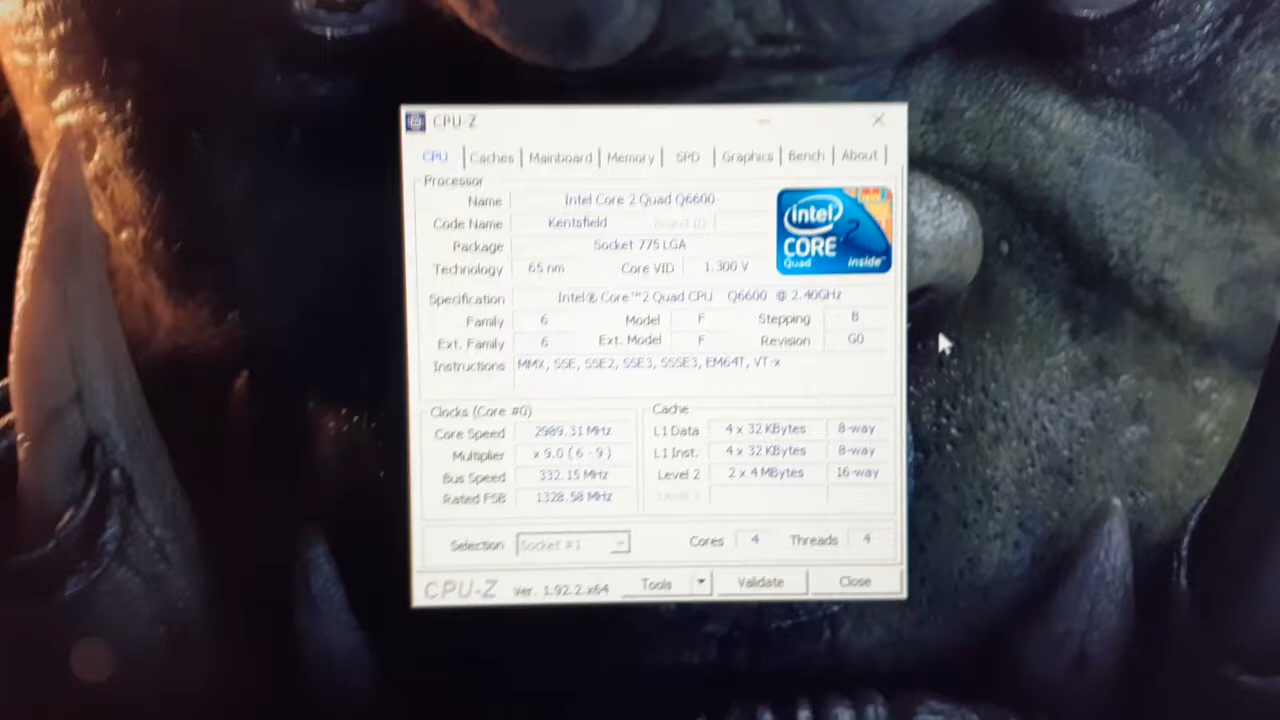 CPU-Z
CPU Caches Mainboard Memory SPD Graphics Bench About
Processor
Name Intel Core 2 Quad Q6600
Code Name Kentsfield Brand ID
Package Socket 775 LGA
Technology 65 nm Core VID 1.300 V
intel CORE 2 Quad inside™
Specification Intel® Core™2 Quad CPU Q6600 @ 2.40GHz
Family 6 Model F Stepping B
Ext. Family 6 Ext. Model F Revision G0
Instructions MMX, SSE, SSE2, SSE3, SSSE3, EM64T, VT-x
Clocks (Core #0)
Core Speed 2989.31 MHz
Multiplier x 9.0 ( 6 - 9 )
Bus Speed 332.15 MHz
Rated FSB 1328.58 MHz
Cache
L1 Data 4 x 32 KBytes 8-way
L1 Inst. 4 x 32 KBytes 8-way
Level 2 2 x 4 MBytes 16-way
Selection Socket #1 Cores 4 Threads 4
CPU-Z Ver. 1.92.2.x64 Tools Validate Close